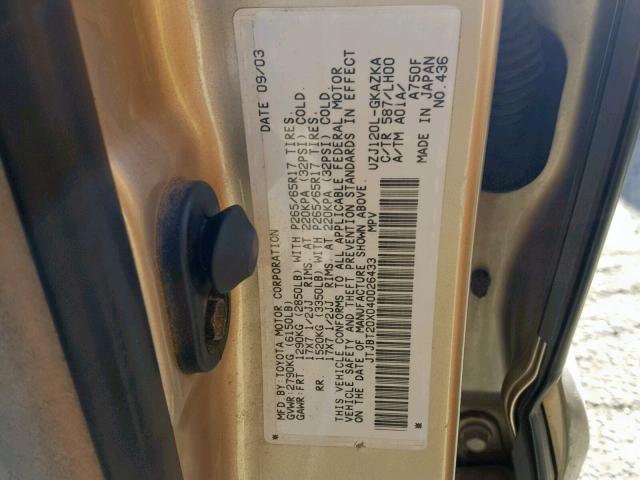 MFD BY: TOYOTA MOTOR CORPORATION DATE 09/03
GVWR: 2790KG (6150LB)
GAWR: FRT. 1290KG (2850LB) WITH P265/65R17 TIRES.
17X7 1/2JJ RIMS AT 220KPA (32PSI) COLD.
RR. 1520KG (3350LB) WITH P265/65R17 TIRES.
17X7 1/2JJ RIMS AT 220KPA (32PSI) COLD.
THIS VEHICLE CONFORMS TO ALL APPLICABLE FEDERAL MOTOR
VEHICLE SAFETY AND THEFT PREVENTION STANDARDS IN EFFECT
ON THE DATE OF MANUFACTURE SHOWN ABOVE.
JTJBT20X040026433 MPV
UZJ120L-GKAZKA
C/TR 587/LH00
A/TM A01A/ A750F
MADE IN JAPAN
NO. 436